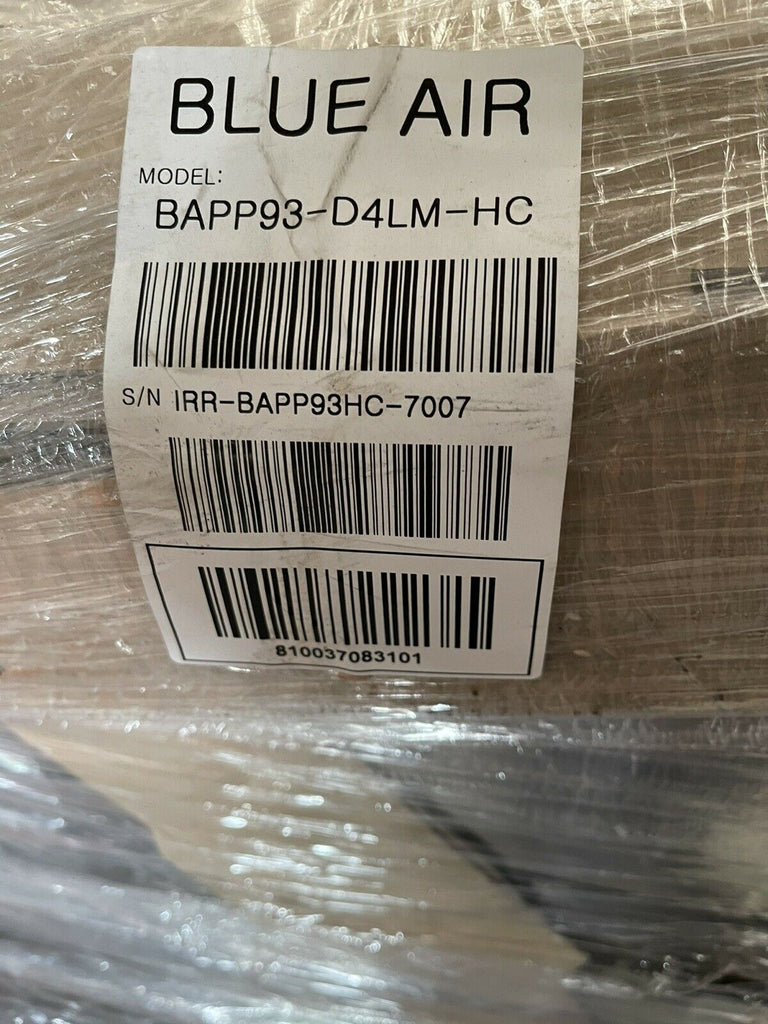 BLUE AIR
MODEL:
BAPP93-D4LM-HC
S/N IRR-BAPP93HC-7007
810037083101